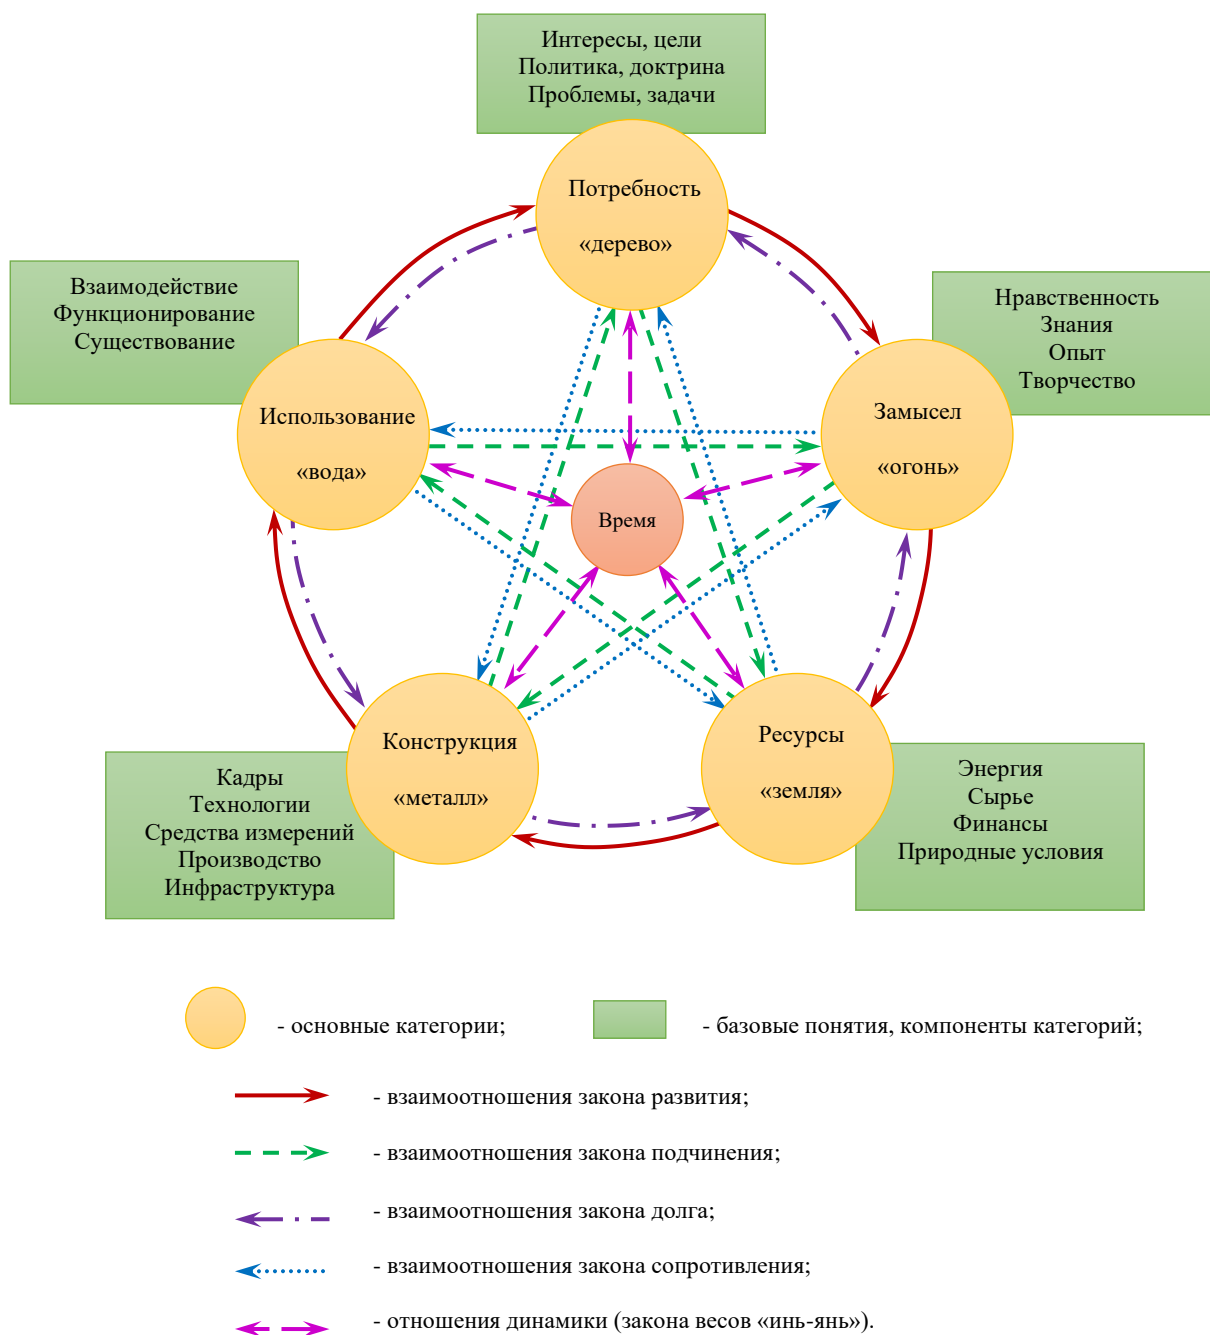 Интересы, цели
Политика, доктрина
Проблемы, задачи
Потребность
«дерево»
Взаимодействие
Функционирование
Существование
Нравственность
Знания
Опыт
Творчество
Использование
«вода»
Замысел
«огонь»
Время
Конструкция
«металл»
Ресурсы
«земля»
Кадры
Технологии
Средства измерений
Производство
Инфраструктура
Энергия
Сырье
Финансы
Природные условия
- основные категории;
- базовые понятия, компоненты категорий;
- взаимоотношения закона развития;
- взаимоотношения закона подчинения;
- взаимоотношения закона долга;
- взаимоотношения закона сопротивления;
- отношения динамики (закона весов «инь-янь»).